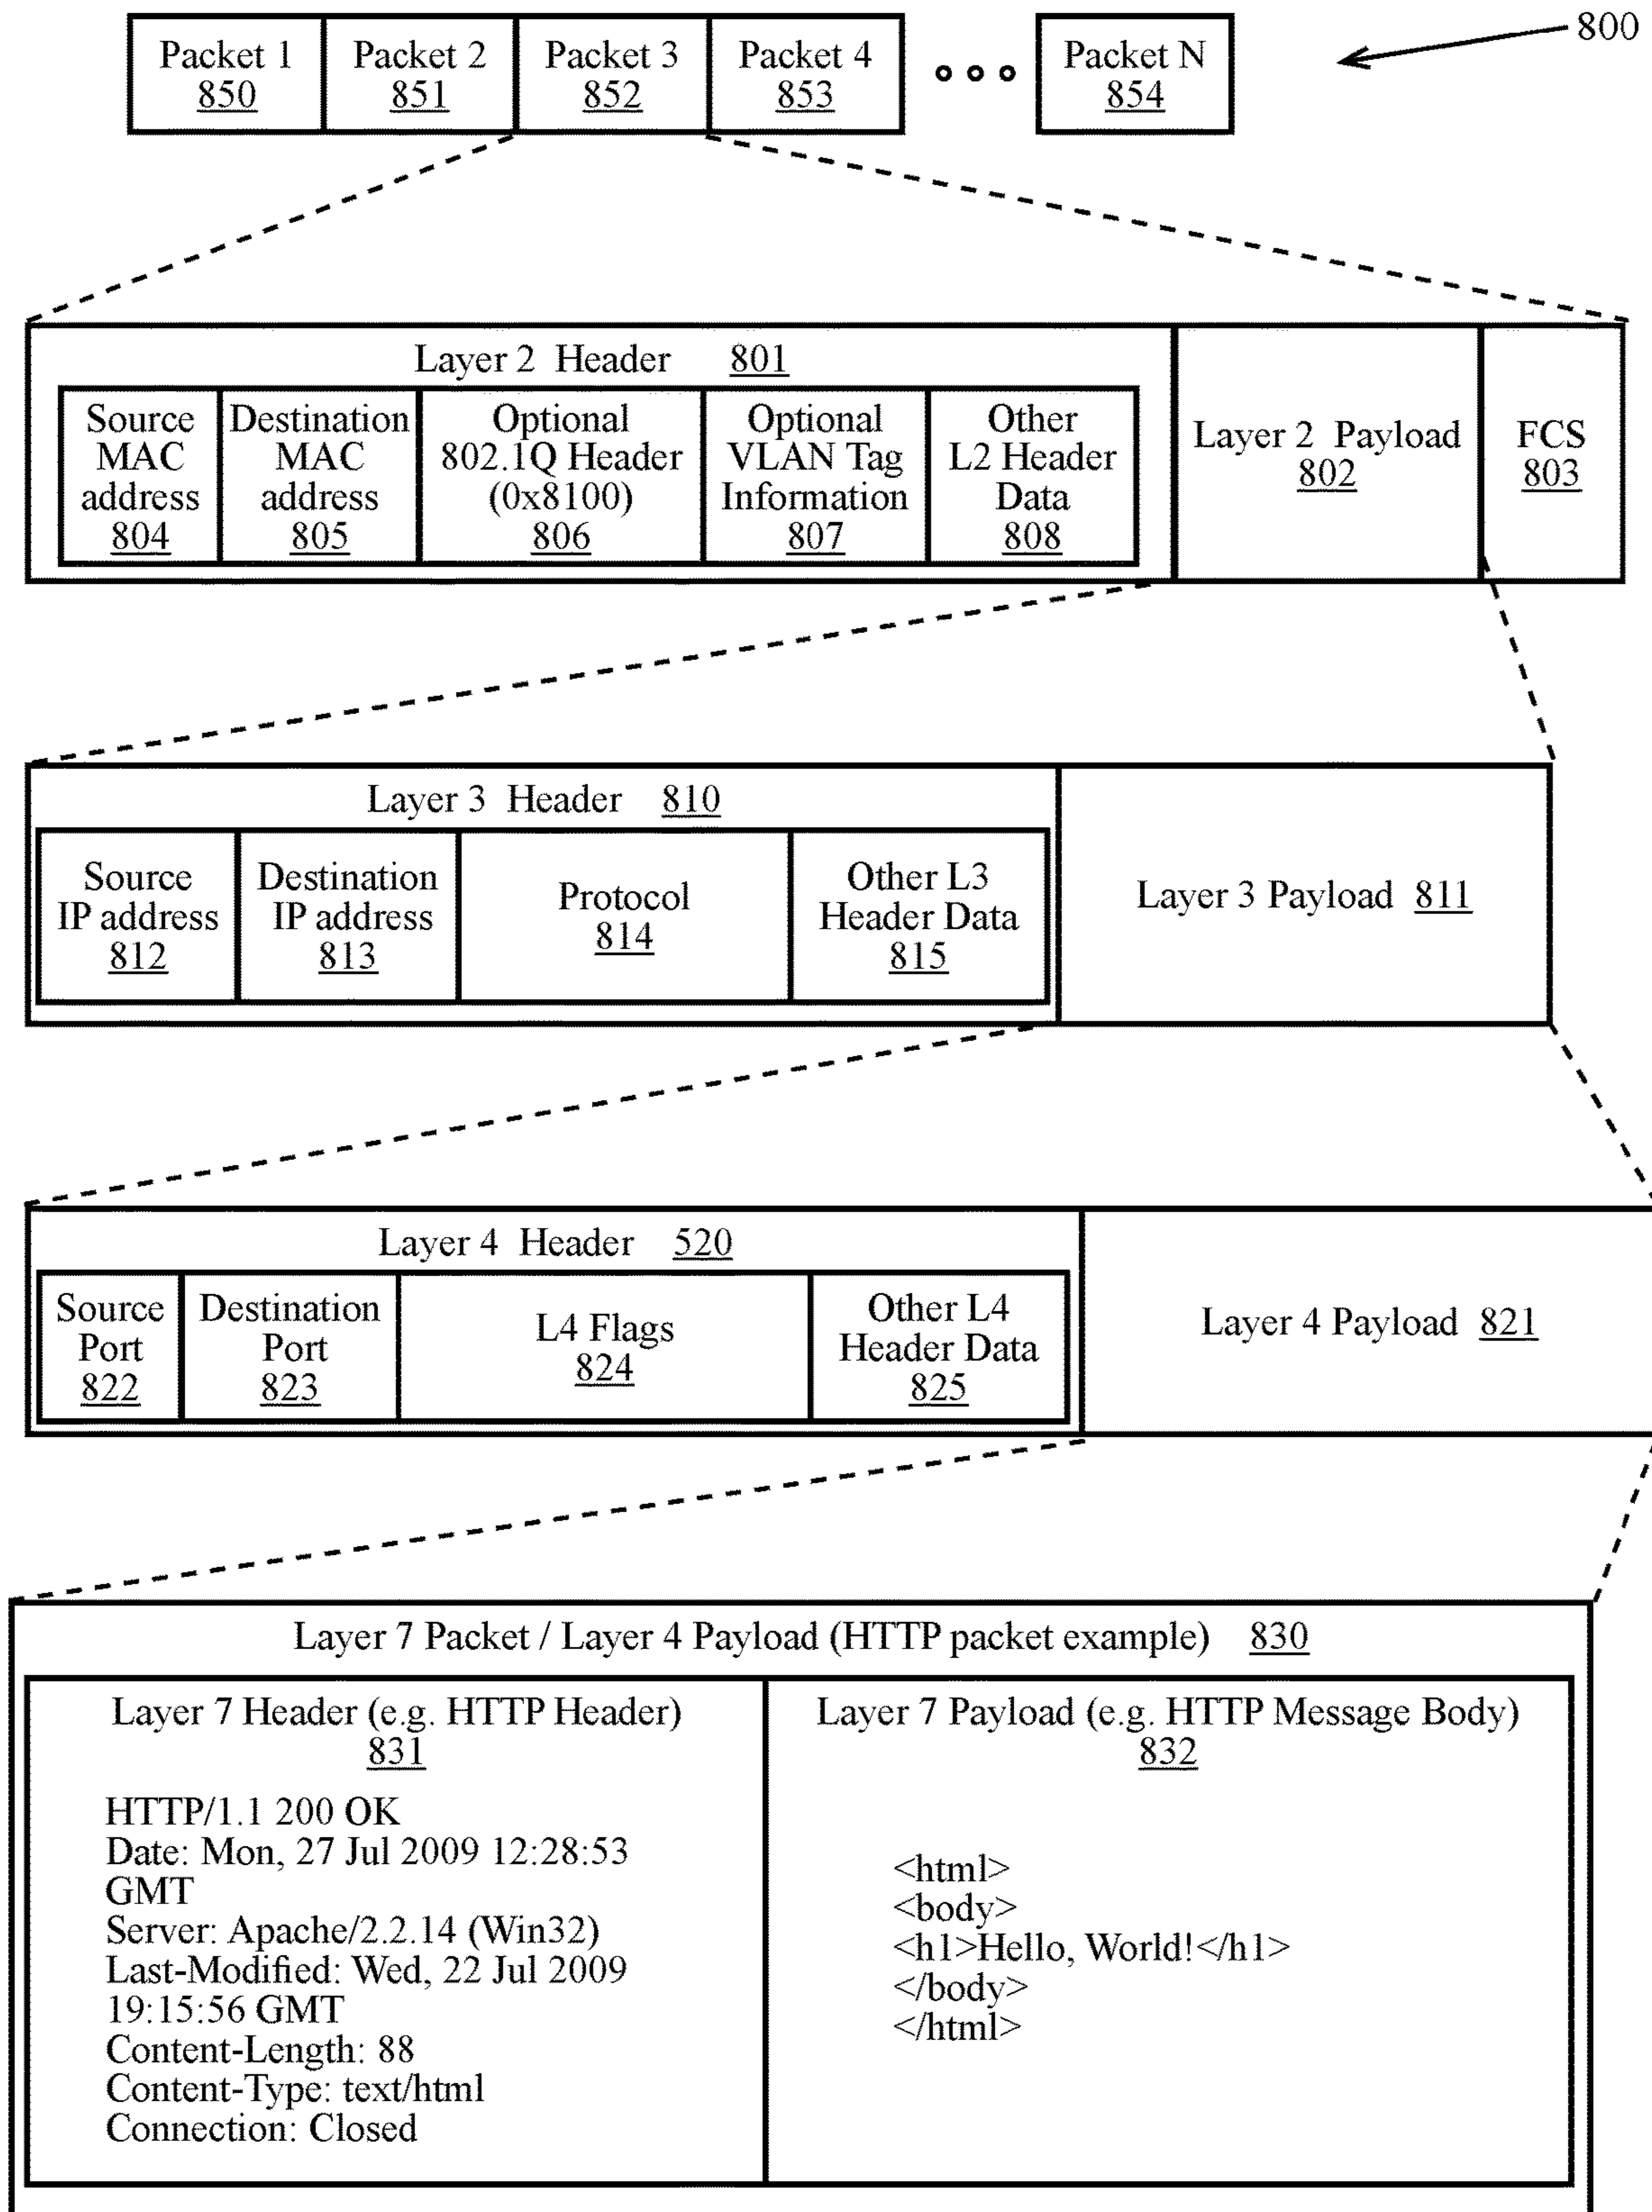 800
Packet 1
850
Packet 2
851
Packet 3
852
Packet 4
853
Packet N
854
Layer 2 Header 801
Source
MAC
address
804
Destination
MAC
address
805
Optional
802.1Q Header
(0x8100)
806
Optional
VLAN Tag
Information
807
Other
L2 Header
Data
808
Layer 2 Payload
802
FCS
803
Layer 3 Header 810
Source
IP address
812
Destination
IP address
813
Protocol
814
Other L3
Header Data
815
Layer 3 Payload 811
Layer 4 Header 520
Source
Port
822
Destination
Port
823
L4 Flags
824
Other L4
Header Data
825
Layer 4 Payload 821
Layer 7 Packet / Layer 4 Payload (HTTP packet example) 830
Layer 7 Header (e.g. HTTP Header)
831
HTTP/1.1 200 OK
Date: Mon, 27 Jul 2009 12:28:53
GMT
Server: Apache/2.2.14 (Win32)
Last-Modified: Wed, 22 Jul 2009
19:15:56 GMT
Content-Length: 88
Content-Type: text/html
Connection: Closed
Layer 7 Payload (e.g. HTTP Message Body)
832
<html>
<body>
<h1>Hello, World!</h1>
</body>
</html>